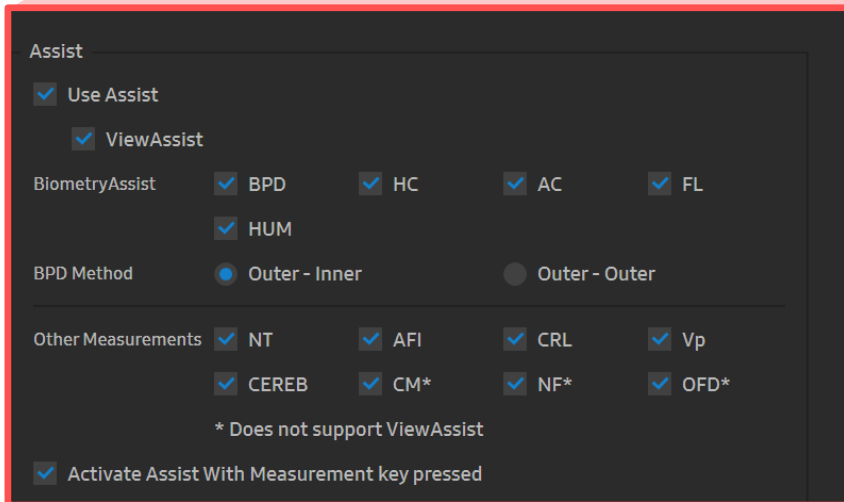 Assist
Use Assist
ViewAssist
BiometryAssist BPD HC AC FL
HUM
BPD Method Outer - Inner Outer - Outer
Other Measurements NT AFI CRL Vp
CEREB CM* NF* OFD*
* Does not support ViewAssist
Activate Assist With Measurement key pressed